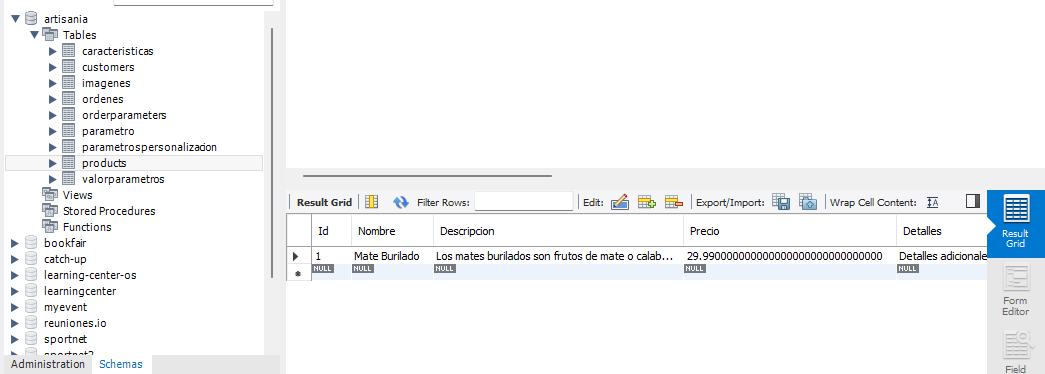 artisania
Tables
caracteristicas
customers
imagenes
ordenes
orderparameters
parametro
parametrospersonalizacion
products
valorparametros
Views
Stored Procedures
Functions
bookfair
catch-up
learning-center-os
learningcenter
myevent
reuniones.io
sportnet
Administration Schemas
Result Grid Filter Rows: Edit: Export/Import: Wrap Cell Content: IA
Id Nombre Descripcion Precio Detalles
1 Mate Burilado Los mates burilados son frutos de mate o calab... 29.990000000000000000000000000000 Detalles adicionale
NULL NULL NULL NULL NULL
Result
Grid
Form
Editor
Field